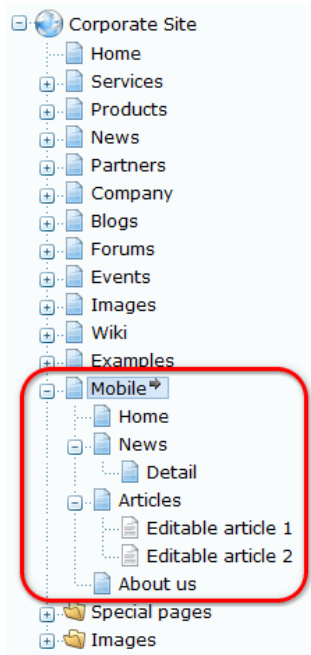 Corporate Site
Home
Services
Products
News
Partners
Company
Blogs
Forums
Events
Images
Wiki
Examples
Mobile
Home
News
Detail
Articles
Editable article 1
Editable article 2
About us
Special pages
Images